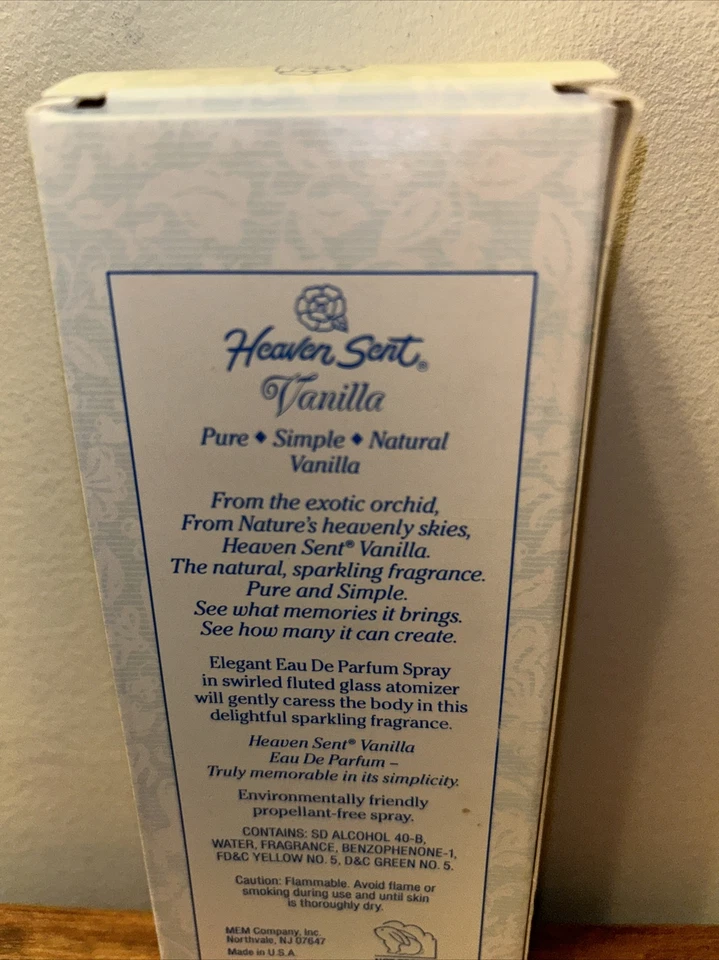 Heaven Sent®
Vanilla
Pure ◆ Simple ◆ Natural
Vanilla
From the exotic orchid,
From Nature's heavenly skies,
Heaven Sent® Vanilla.
The natural, sparkling fragrance.
Pure and Simple.
See what memories it brings.
See how many it can create.
Elegant Eau De Parfum Spray
in swirled fluted glass atomizer
will gently caress the body in this
delightful sparkling fragrance.
Heaven Sent® Vanilla
Eau De Parfum –
Truly memorable in its simplicity.
Environmentally friendly
propellant-free spray.
CONTAINS: SD ALCOHOL 40-B,
WATER, FRAGRANCE, BENZOPHENONE-1,
FD&C YELLOW NO. 5, D&C GREEN NO. 5.
Caution: Flammable. Avoid flame or
smoking during use and until skin
is thoroughly dry.
MEM Company, Inc.
Northvale, NJ 07647
Made in U.S.A.